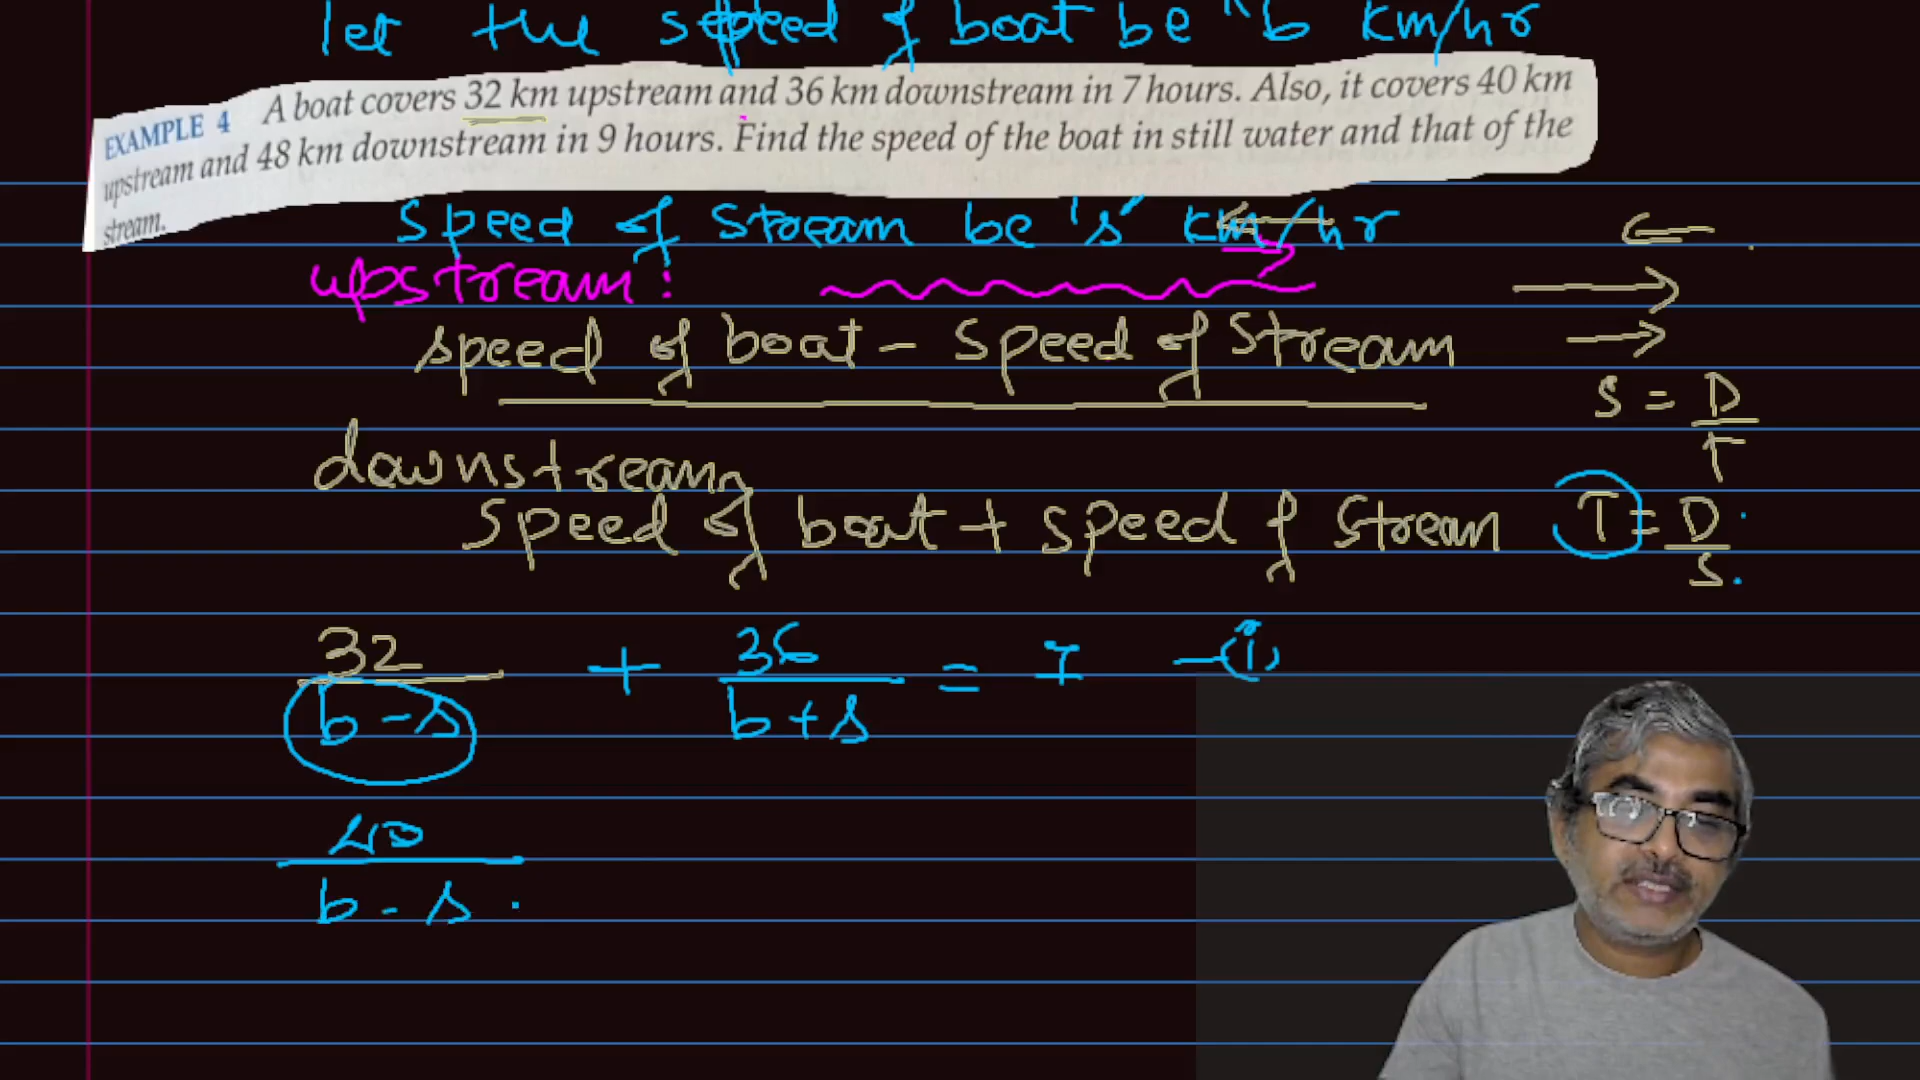 let the speed of boat be "b km/hr
EXAMPLE 4 A boat covers 32 km upstream and 36 km downstream in 7 hours. Also, it covers 40 km
upstream and 48 km downstream in 9 hours. Find the speed of the boat in still water and that of the
stream.
Speed of Stream be 's" km/hr
upstream:
speed of boat - Speed of Stream
S = D/T
downstream
Speed of boat + Speed of Stream
T = D/S
32/(b-s) + 36/(b+s) = 7 -(i)
40/(b-s)